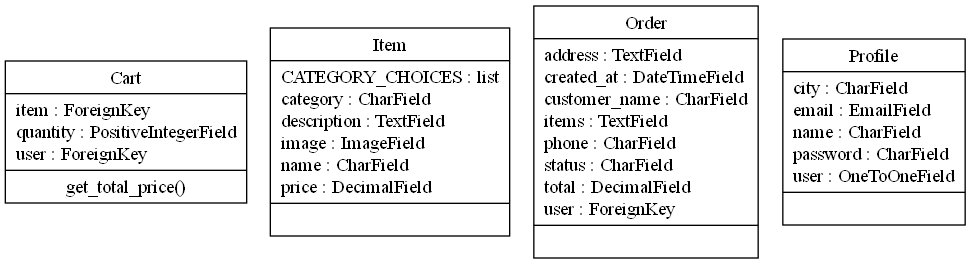 Cart
item : ForeignKey
quantity : PositiveIntegerField
user : ForeignKey
get_total_price()
Item
CATEGORY_CHOICES : list
category : CharField
description : TextField
image : ImageField
name : CharField
price : DecimalField
Order
address : TextField
created_at : DateTimeField
customer_name : CharField
items : TextField
phone : CharField
status : CharField
total : DecimalField
user : ForeignKey
Profile
city : CharField
email : EmailField
name : CharField
password : CharField
user : OneToOneField